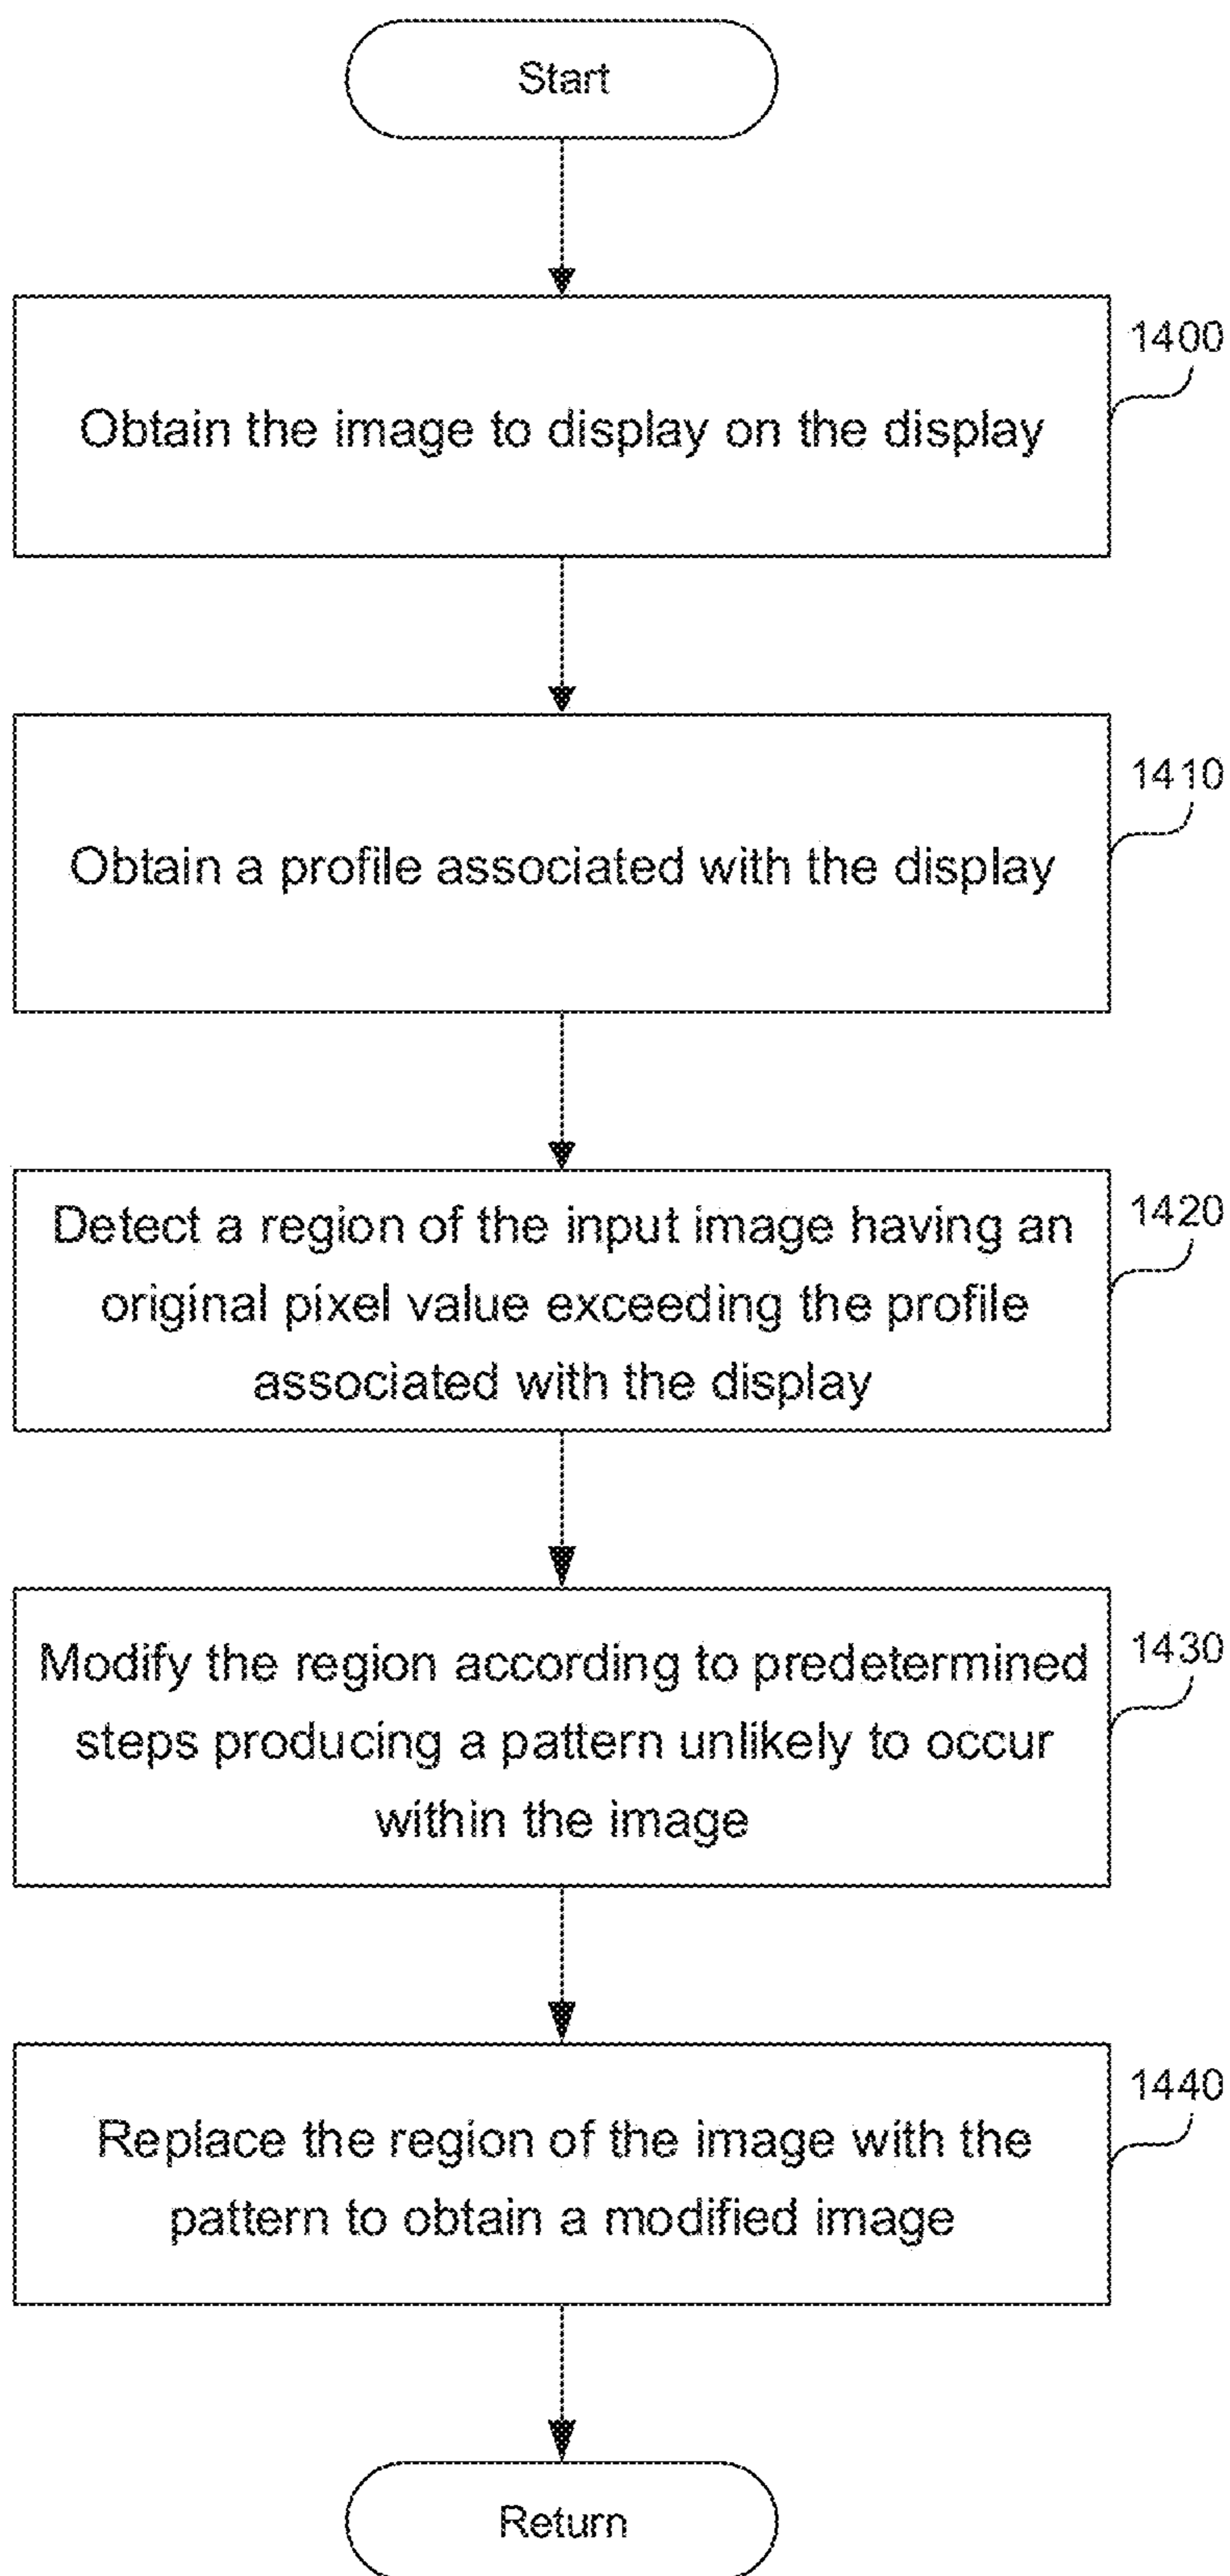 Start
1400
Obtain the image to display on the display
1410
Obtain a profile associated with the display
1420
Detect a region of the input image having an
original pixel value exceeding the profile
associated with the display
1430
Modify the region according to predetermined
steps producing a pattern unlikely to occur
within the image
1440
Replace the region of the image with the
pattern to obtain a modified image
Return